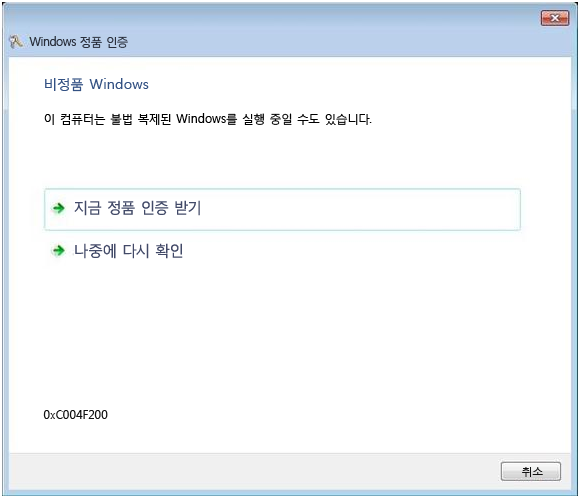 Windows 정품 인증
비정품 Windows
이 컴퓨터는 불법 복제된 Windows를 실행 중일 수도 있습니다.
지금 정품 인증 받기
나중에 다시 확인
0xC004F200
취소